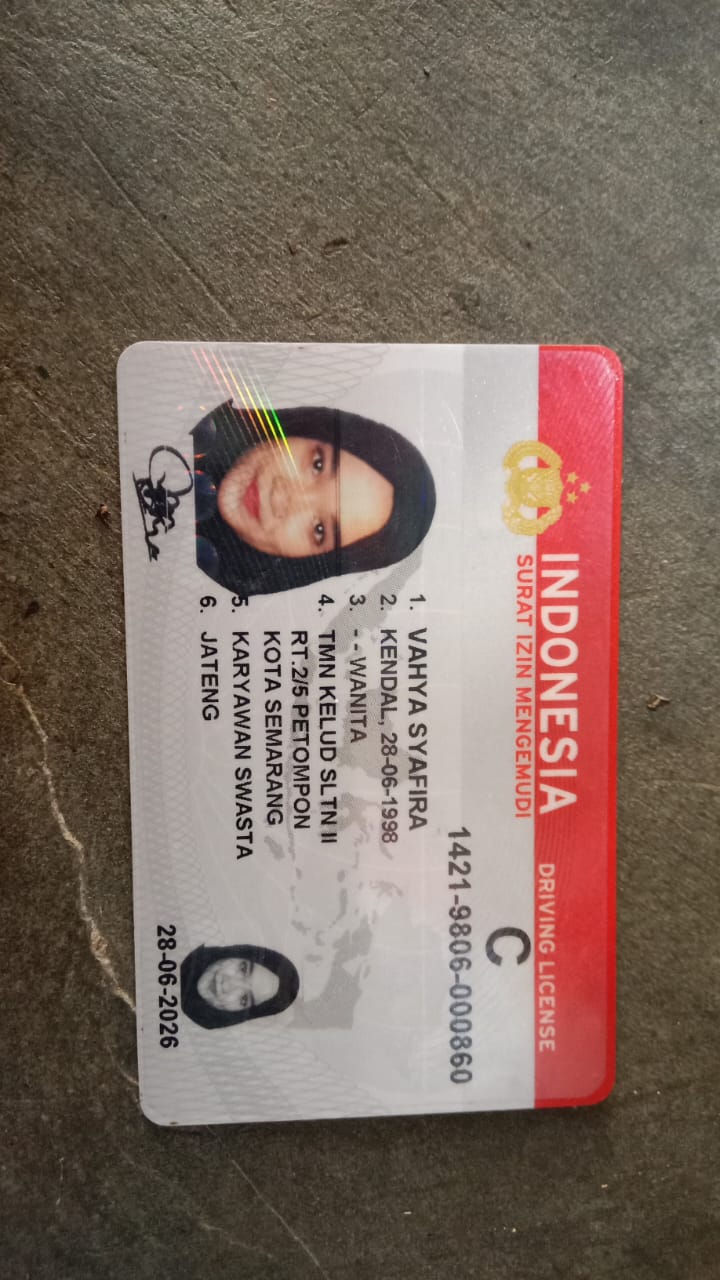 INDONESIA
DRIVING LICENSE
SURAT IZIN MENGEMUDI
C
1421-9806-000860
1. VAHYA SYAFIRA
2. KENDAL, 28-06-1998
3. - - WANITA
4. TMN KELUD SLTN II
RT.2/5 PETOMPON
KOTA SEMARANG
5. KARYAWAN SWASTA
6. JATENG
28-06-2026